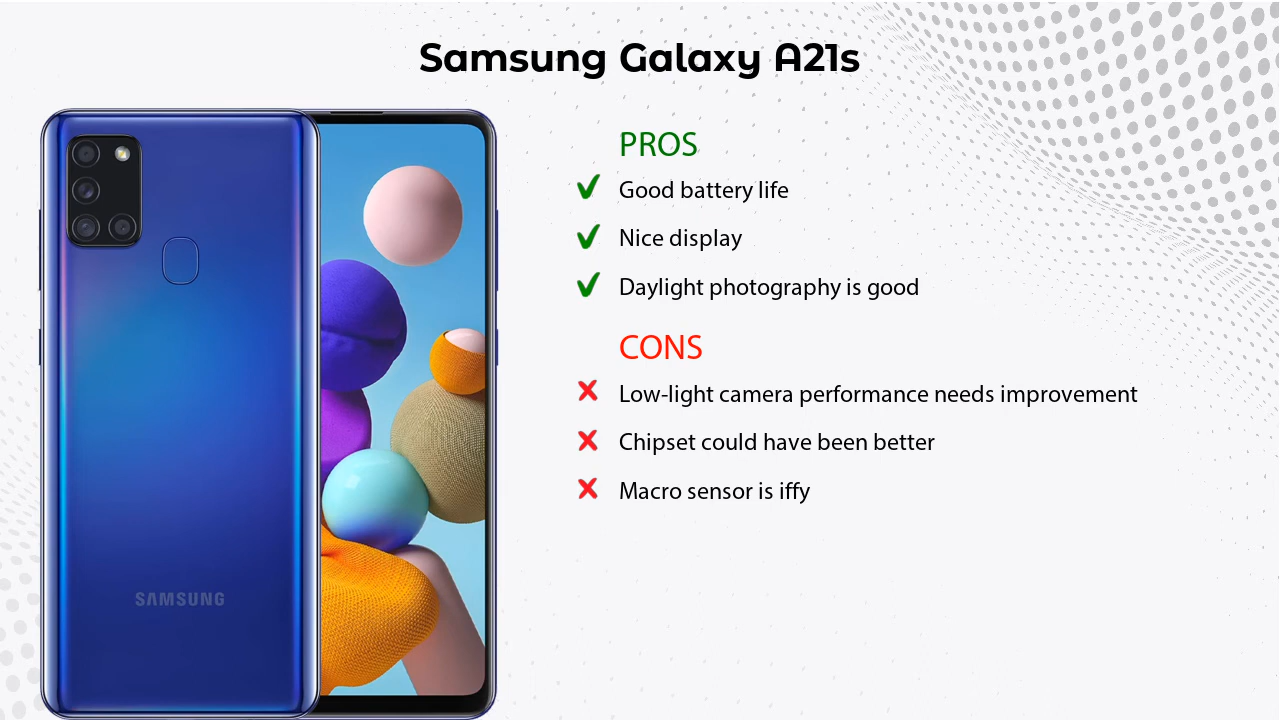 Samsung Galaxy A21s
PROS
Good battery life
Nice display
Daylight photography is good
CONS
Low-light camera performance needs improvement
Chipset could have been better
Macro sensor is iffy
SAMSUNG